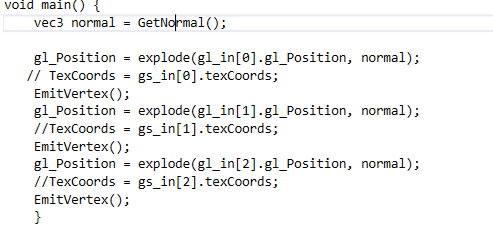 void main() {
vec3 normal = GetNormal();
gl_Position = explode(gl_in[0].gl_Position, normal);
// TexCoords = gs_in[0].texCoords;
EmitVertex();
gl_Position = explode(gl_in[1].gl_Position, normal);
//TexCoords = gs_in[1].texCoords;
EmitVertex();
gl_Position = explode(gl_in[2].gl_Position, normal);
//TexCoords = gs_in[2].texCoords;
EmitVertex();
}